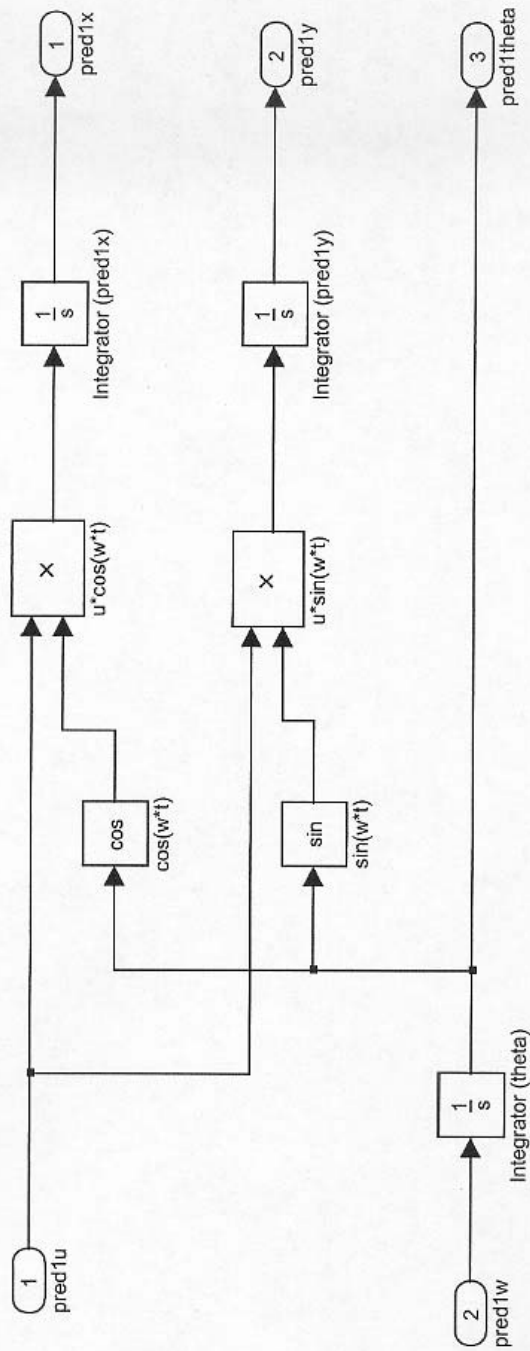 1
pred1u
2
pred1w
1
s
Integrator (theta)
cos
cos(w*t)
sin
sin(w*t)
×
u*cos(w*t)
×
u*sin(w*t)
1
s
Integrator (pred1x)
1
s
Integrator (pred1y)
1
pred1x
2
pred1y
3
pred1theta